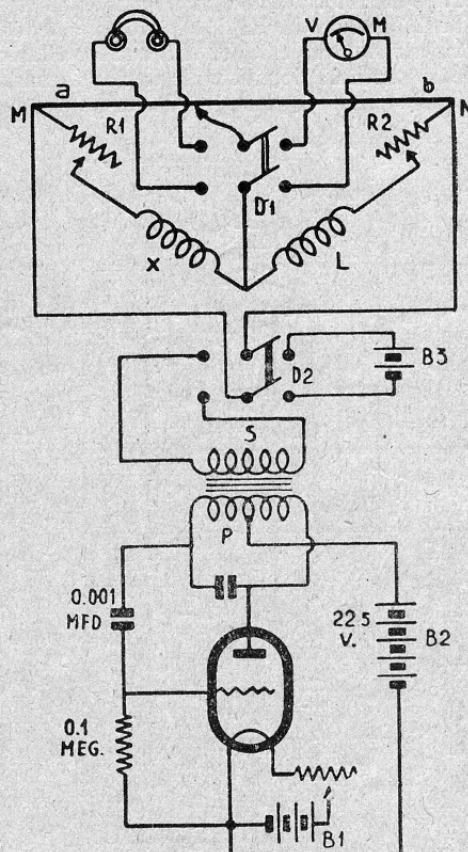 V M
a b
M N
R1 R2
D1
X L
D2 B3
S
P
0.001
MFD
22.5
V.
B2
0.1
MEG.
B1